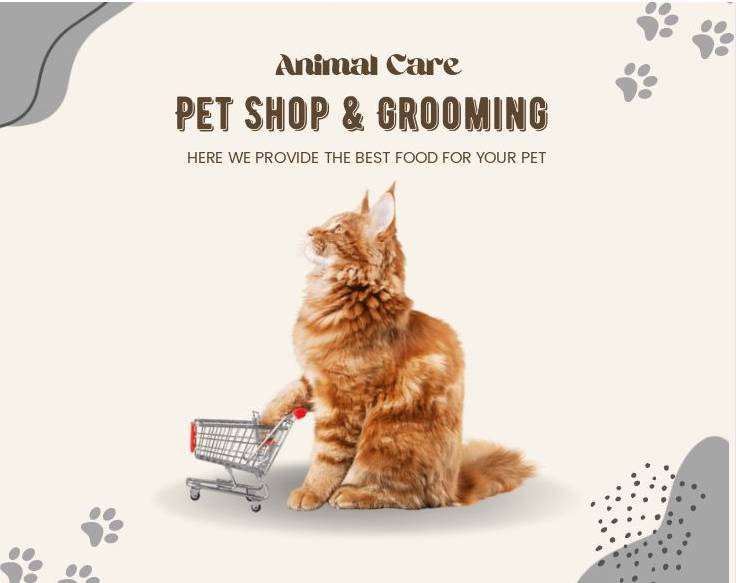 Animal Care
PET SHOP & GROOMING
HERE WE PROVIDE THE BEST FOOD FOR YOUR PET